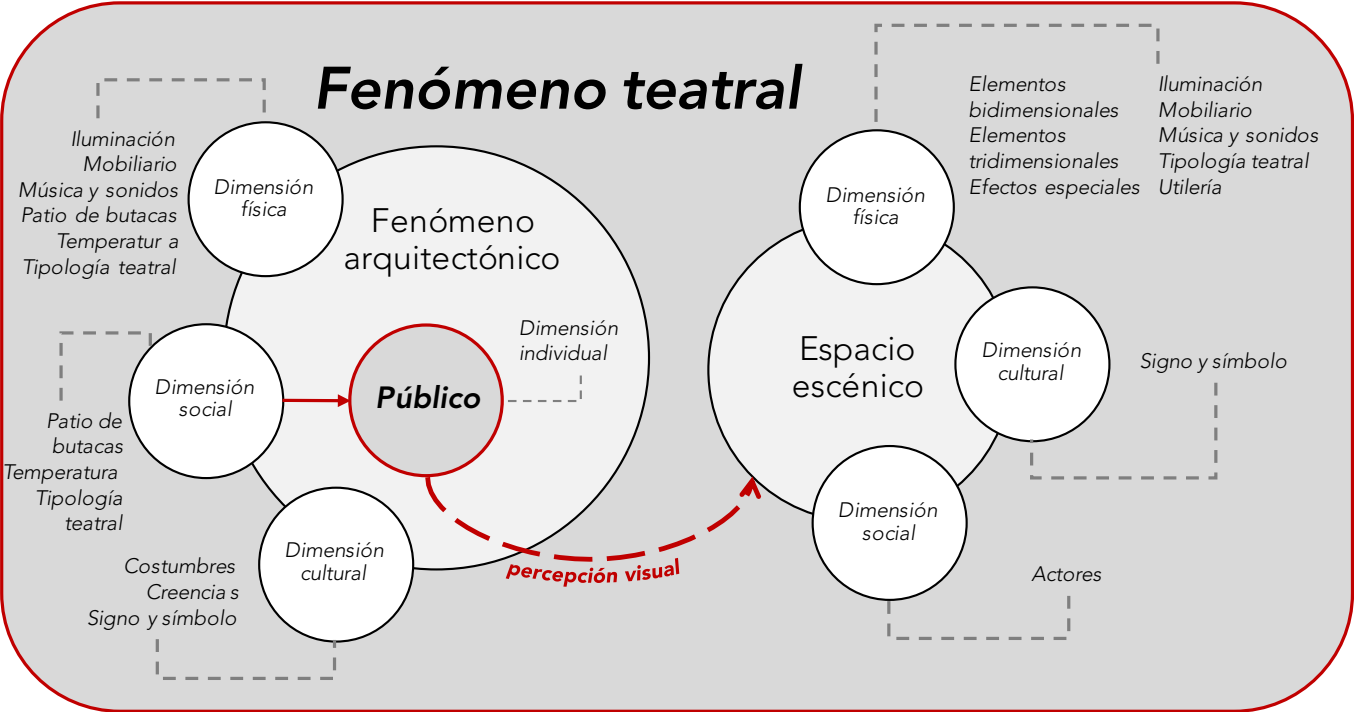 Fenómeno teatral
Iluminación
Mobiliario
Música y sonidos
Patio de butacas
Temperatur a
Tipología teatral
Dimensión
física
Fenómeno
arquitectónico
Dimensión
individual
Público
Dimensión
social
Patio de
butacas
Temperatura
Tipología
teatral
Dimensión
cultural
Costumbres
Creencia s
Signo y símbolo
percepción visual
Elementos
bidimensionales
Elementos
tridimensionales
Efectos especiales
Iluminación
Mobiliario
Música y sonidos
Tipología teatral
Utilería
Dimensión
física
Espacio
escénico
Dimensión
cultural
Signo y símbolo
Dimensión
social
Actores